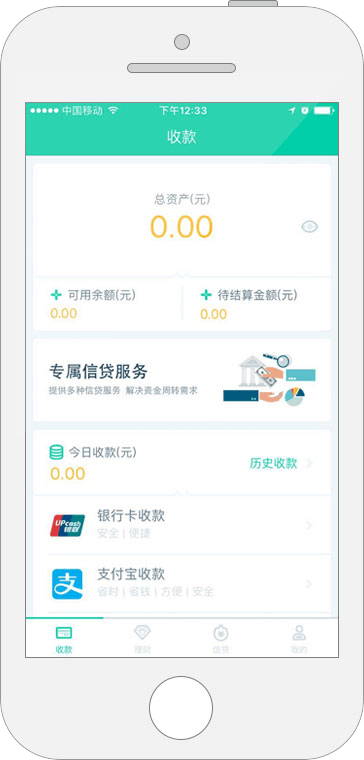 中国移动 下午12:33
收款
总资产(元)
0.00
可用余额(元) 待结算金额(元)
0.00 0.00
专属信贷服务
提供多种信贷服务 解决资金周转需求
今日收款(元)
0.00 历史收款
银行卡收款
安全 | 便捷
支付宝收款
省时 | 省钱 | 方便 | 安全
收款 理财 信贷 我的